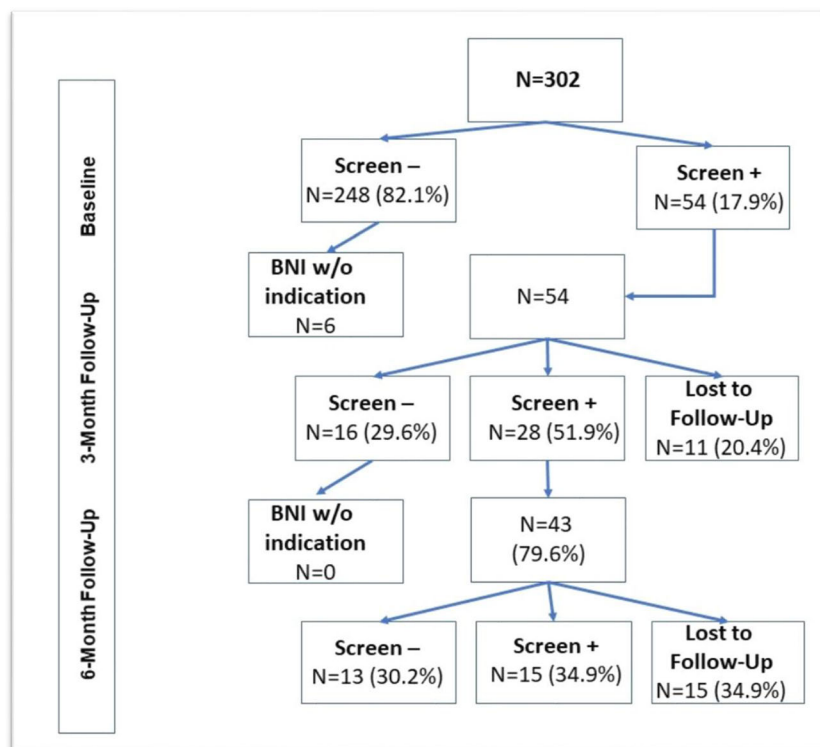 N=302
Baseline
Screen –
N=248 (82.1%)
Screen +
N=54 (17.9%)
BNI w/o
indication
N=6
N=54
3-Month Follow-Up
Screen –
N=16 (29.6%)
Screen +
N=28 (51.9%)
Lost to
Follow-Up
N=11 (20.4%)
BNI w/o
indication
N=0
N=43
(79.6%)
6-Month Follow-Up
Screen –
N=13 (30.2%)
Screen +
N=15 (34.9%)
Lost to
Follow-Up
N=15 (34.9%)